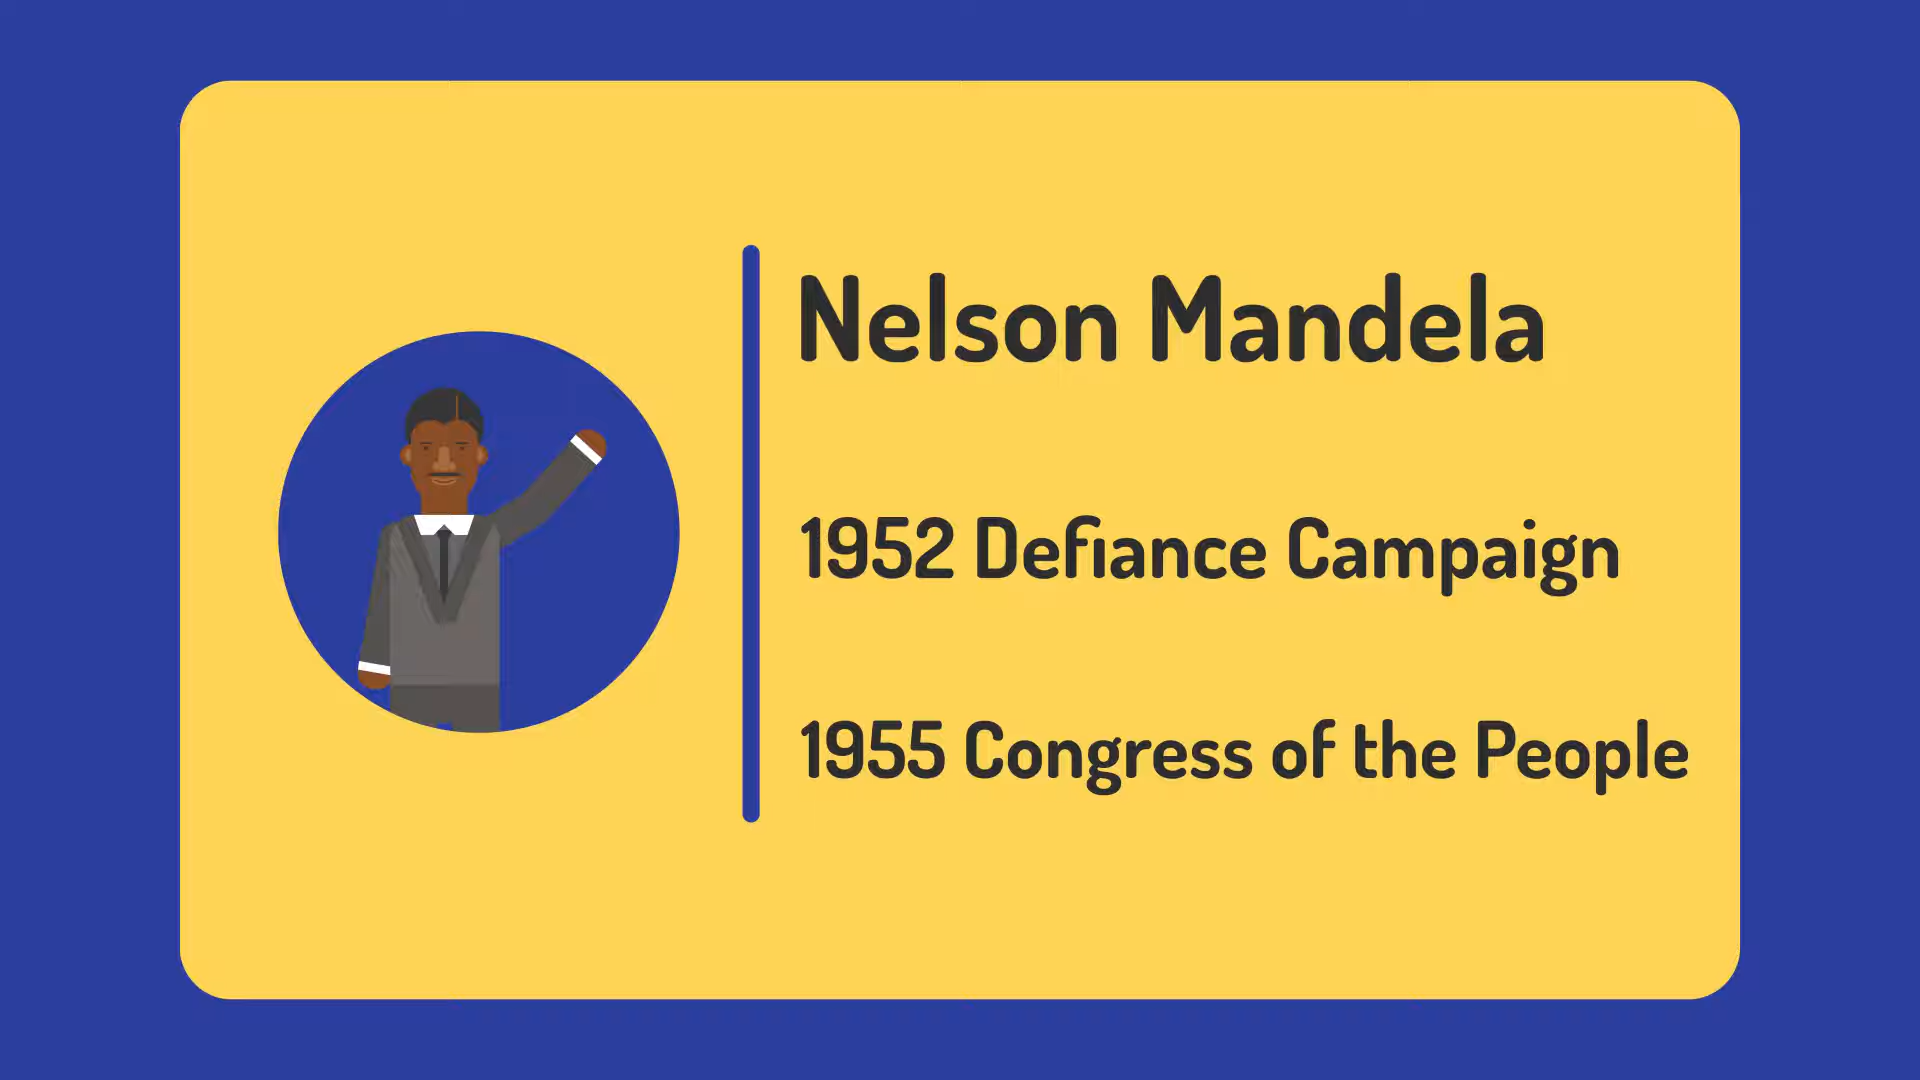 Nelson Mandela
1952 Defiance Campaign
1955 Congress of the People